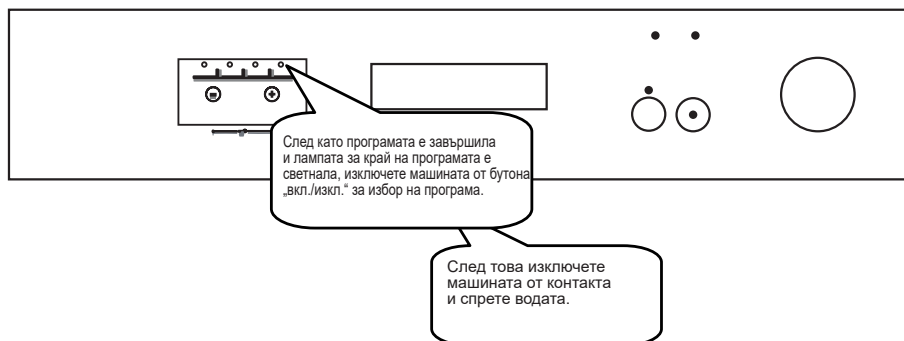 След като програмата е завършила
и лампата за край на програмата е
светнала, изключете машината от бутона
„вкл./изкл.“ за избор на програма.
След това изключете
машината от контакта
и спрете водата.